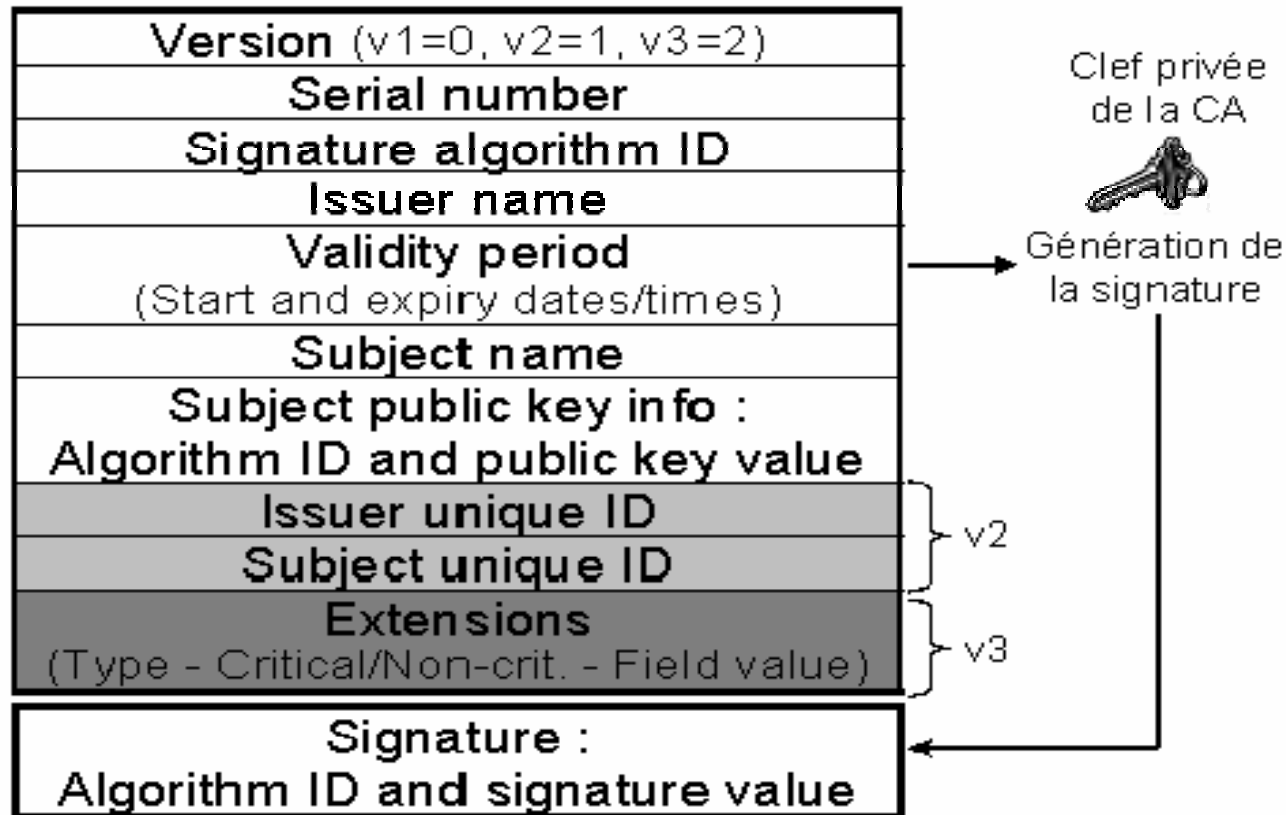 Version (v1=0, v2=1, v3=2)
Serial number
Signature algorithm ID
Issuer name
Validity period
(Start and expiry dates/times)
Subject name
Subject public key info :
Algorithm ID and public key value
Issuer unique ID
Subject unique ID
v2
Extensions
(Type - Critical/Non-crit. - Field value)
v3
Signature :
Algorithm ID and signature value
Clef privée
de la CA
Génération de
la signature